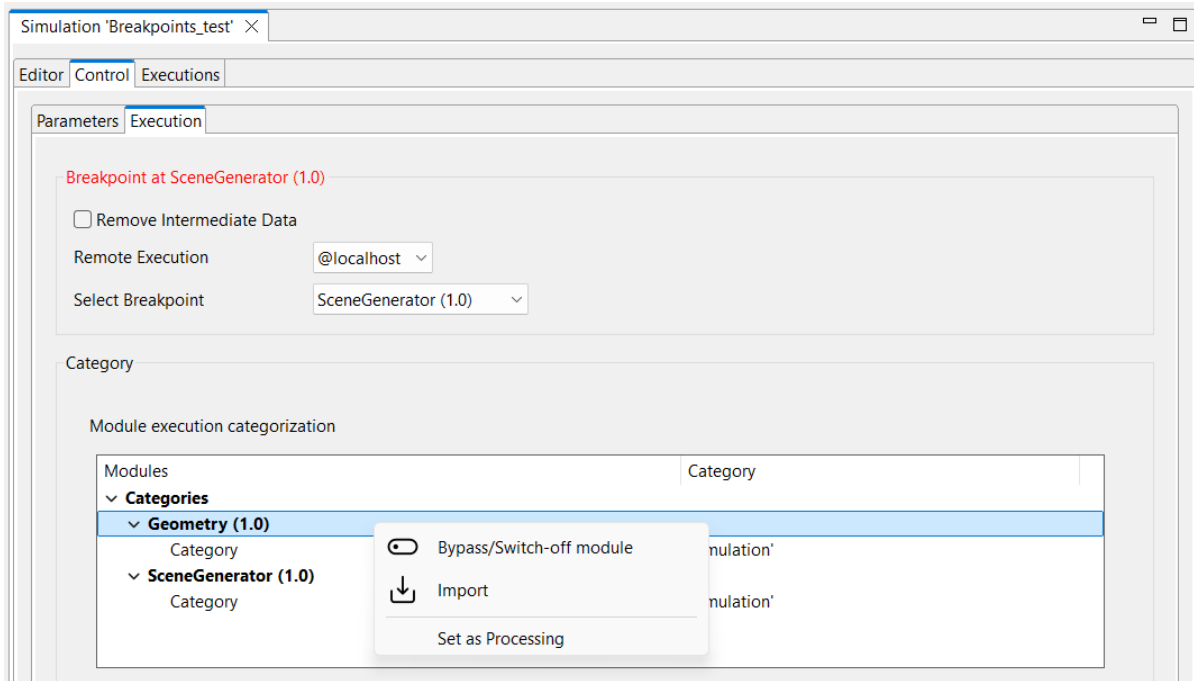 Simulation 'Breakpoints_test'
Editor Control Executions
Parameters Execution
Breakpoint at SceneGenerator (1.0)
Remove Intermediate Data
Remote Execution @localhost
Select Breakpoint SceneGenerator (1.0)
Category
Module execution categorization
Modules Category
Categories
Geometry (1.0)
Bypass/Switch-off module
Category mulation'
SceneGenerator (1.0)
Import
Category mulation'
Set as Processing